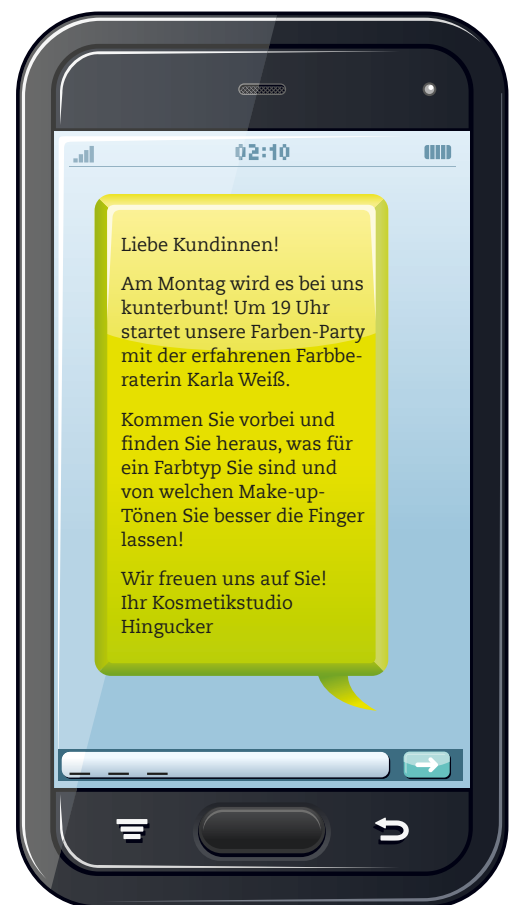 02:10
Liebe Kundinnen!
Am Montag wird es bei uns
kunterbunt! Um 19 Uhr
startet unsere Farben-Party
mit der erfahrenen Farbbe-
raterin Karla Weiß.
Kommen Sie vorbei und
finden Sie heraus, was für
ein Farbtyp Sie sind und
von welchen Make-up-
Tönen Sie besser die Finger
lassen!
Wir freuen uns auf Sie!
Ihr Kosmetikstudio
Hingucker